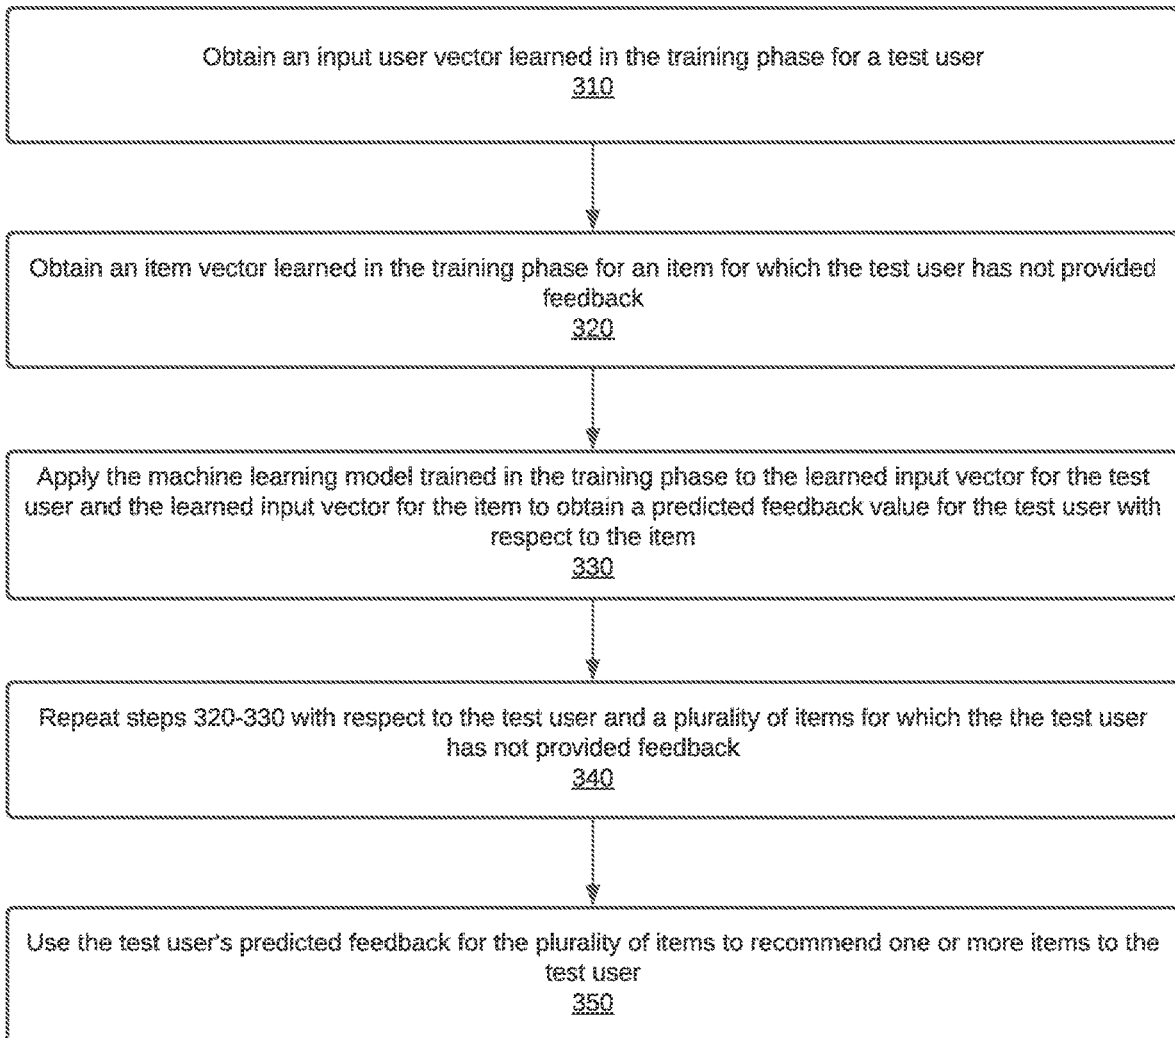 Obtain an input user vector learned in the training phase for a test user
310
Obtain an item vector learned in the training phase for an item for which the test user has not provided
feedback
320
Apply the machine learning model trained in the training phase to the learned input vector for the test
user and the learned input vector for the item to obtain a predicted feedback value for the test user with
respect to the item
330
Repeat steps 320-330 with respect to the test user and a plurality of items for which the the test user
has not provided feedback
340
Use the test user's predicted feedback for the plurality of items to recommend one or more items to the
test user
350